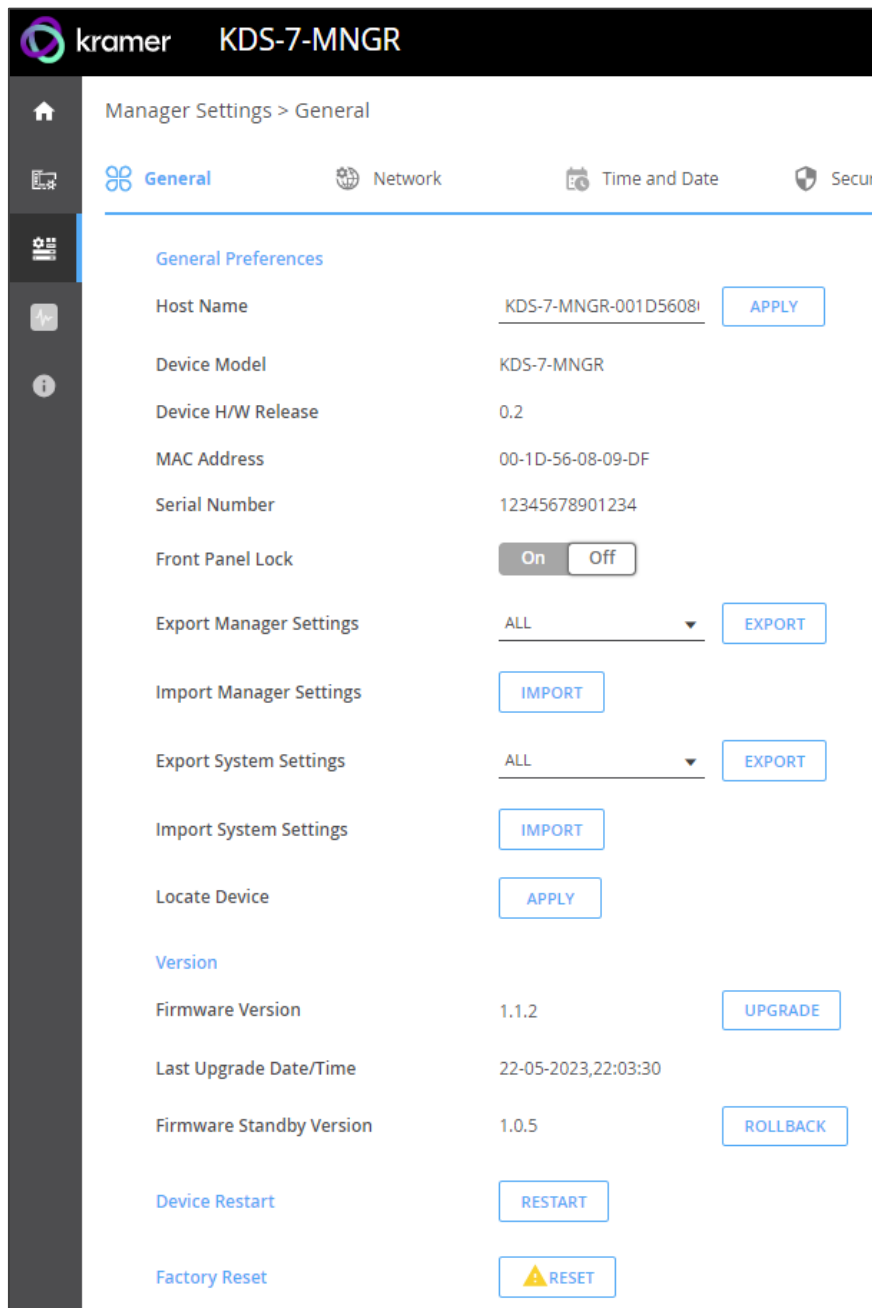 kramer KDS-7-MNGR
Manager Settings > General
General Network Time and Date Secur
General Preferences
Host Name KDS-7-MNGR-001D5608 APPLY
Device Model KDS-7-MNGR
Device H/W Release 0.2
MAC Address 00-1D-56-08-09-DF
Serial Number 12345678901234
Front Panel Lock On Off
Export Manager Settings ALL EXPORT
Import Manager Settings IMPORT
Export System Settings ALL EXPORT
Import System Settings IMPORT
Locate Device APPLY
Version
Firmware Version 1.1.2 UPGRADE
Last Upgrade Date/Time 22-05-2023,22:03:30
Firmware Standby Version 1.0.5 ROLLBACK
Device Restart RESTART
Factory Reset RESET